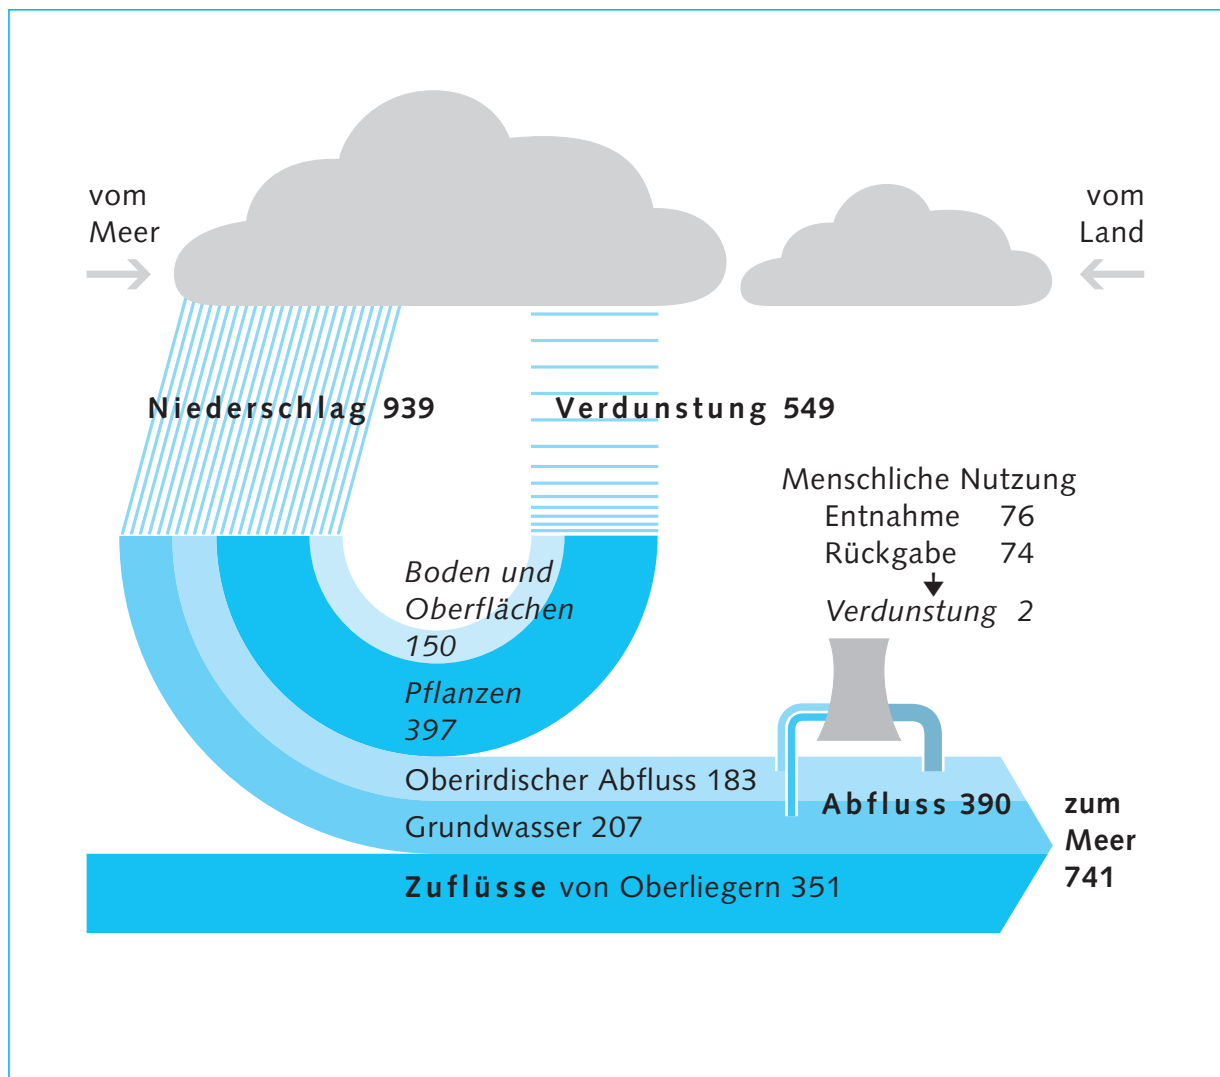 vom
Meer
vom
Land
Niederschlag 939
Verdunstung 549
Menschliche Nutzung
Entnahme 76
Rückgabe 74
Verdunstung 2
Boden und
Oberflächen
150
Pflanzen
397
Oberirdischer Abfluss 183
Abfluss 390
Grundwasser 207
zum
Meer
741
Zuflüsse von Oberliegern 351